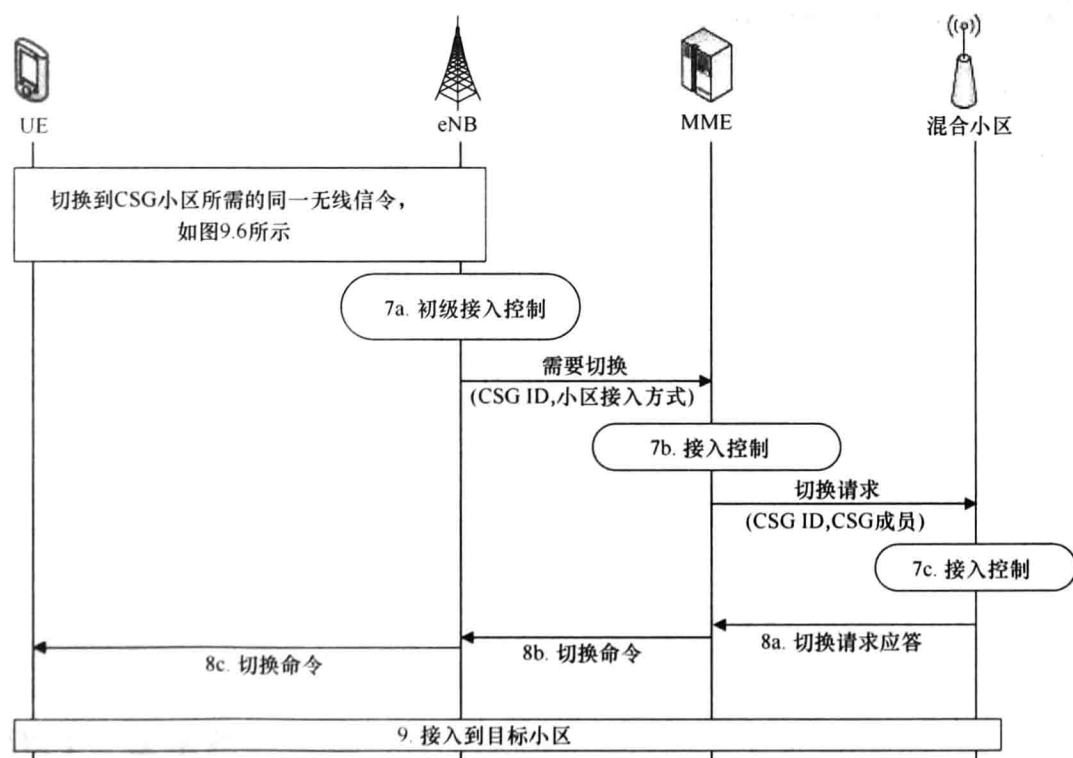 UE
eNB
MME
混合小区
切换到CSG小区所需的同一无线信令，
如图9.6所示
7a. 初级接入控制
需要切换
(CSG ID,小区接入方式)
7b. 接入控制
切换请求
(CSG ID,CSG成员)
7c. 接入控制
8a. 切换请求应答
8b. 切换命令
8c. 切换命令
9. 接入到目标小区